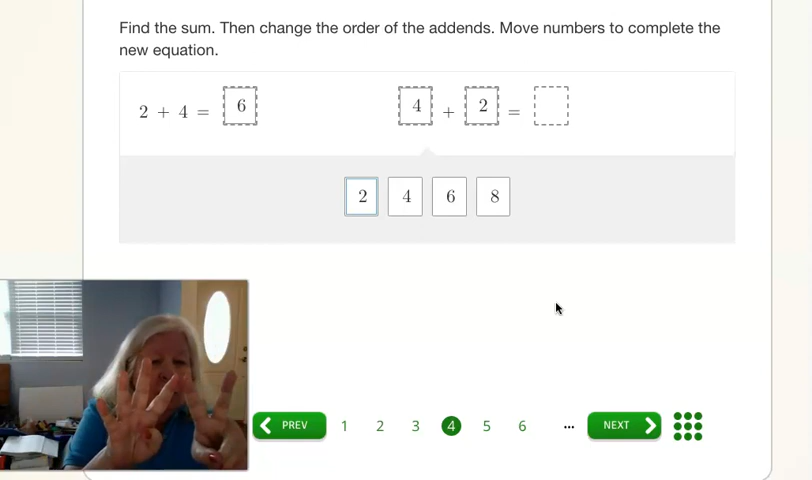 Find the sum. Then change the order of the addends. Move numbers to complete the
new equation.
2 + 4 = 6
4 + 2 =
2 4 6 8
PREV 1 2 3 4 5 6 ... NEXT